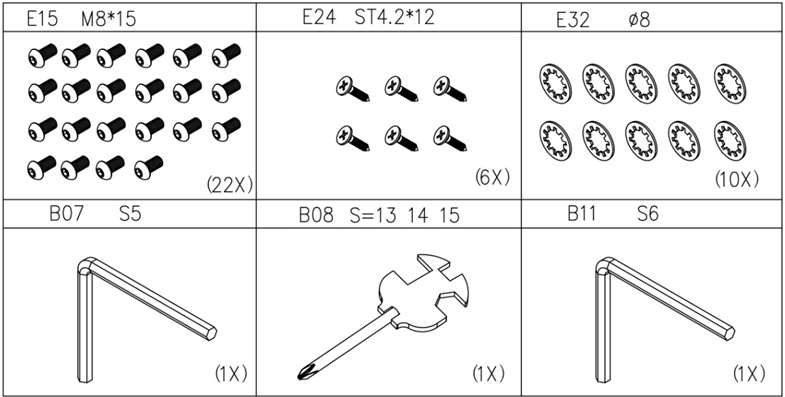 E15 M8*15
(22X)
E24 ST4.2*12
(6X)
E32 ø8
(10X)
B07 S5
(1X)
B08 S=13 14 15
(1X)
B11 S6
(1X)